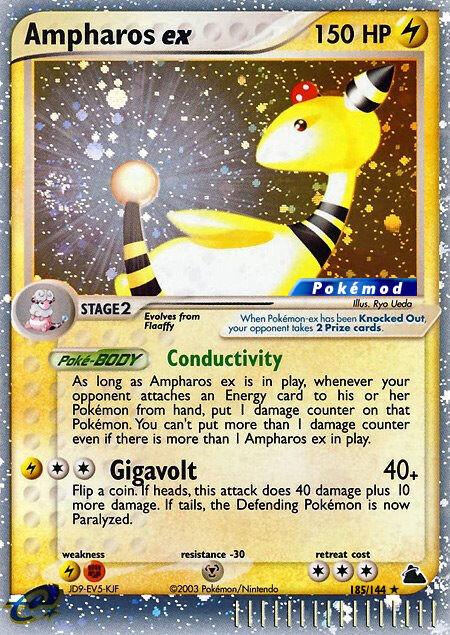 Ampharos ex 150 HP
Pokémod
Illus. Ryo Ueda
STAGE2
Evolves from
Flaaffy
When Pokémon-ex has been Knocked Out,
your opponent takes 2 Prize cards.
Poké-BODY Conductivity
As long as Ampharos ex is in play, whenever your
opponent attaches an Energy card to his or her
Pokémon from hand, put 1 damage counter on that
Pokémon. You can't put more than 1 damage counter
even if there is more than 1 Ampharos ex in play.
Gigavolt 40+
Flip a coin. If heads, this attack does 40 damage plus 10
more damage. If tails, the Defending Pokémon is now
Paralyzed.
weakness resistance -30 retreat cost
JD9-EV5-KJF ©2003 Pokémon/Nintendo 185/144 ★
e